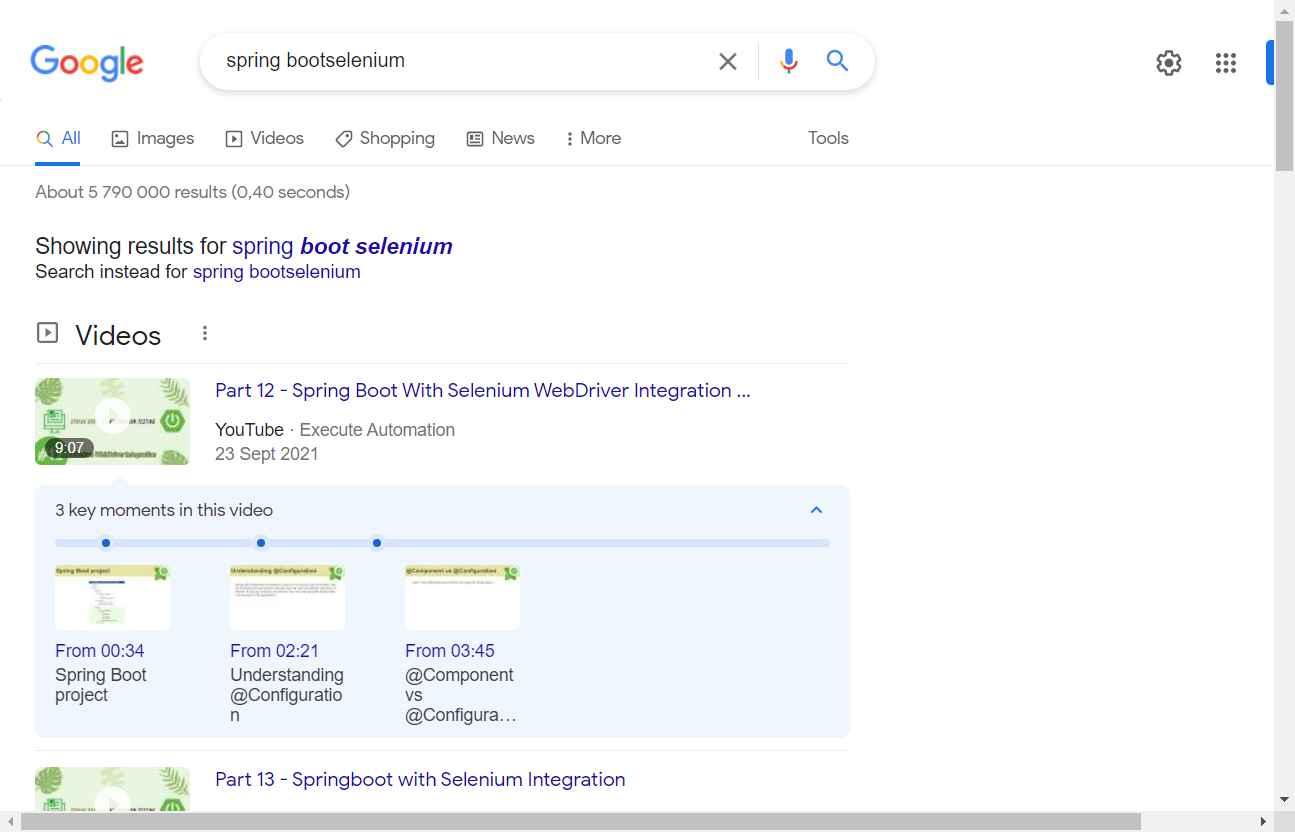 Google
spring bootselenium
All Images Videos Shopping News More Tools
About 5 790 000 results (0,40 seconds)
Showing results for spring boot selenium
Search instead for spring bootselenium
Videos
Part 12 - Spring Boot With Selenium WebDriver Integration ...
YouTube · Execute Automation
23 Sept 2021
9:07
3 key moments in this video
Spring Boot project
Understanding @Configuration
@Component vs @Configuration
From 00:34
Spring Boot
project
From 02:21
Understanding
@Configuratio
n
From 03:45
@Component
vs
@Configura…
Part 13 - Springboot with Selenium Integration